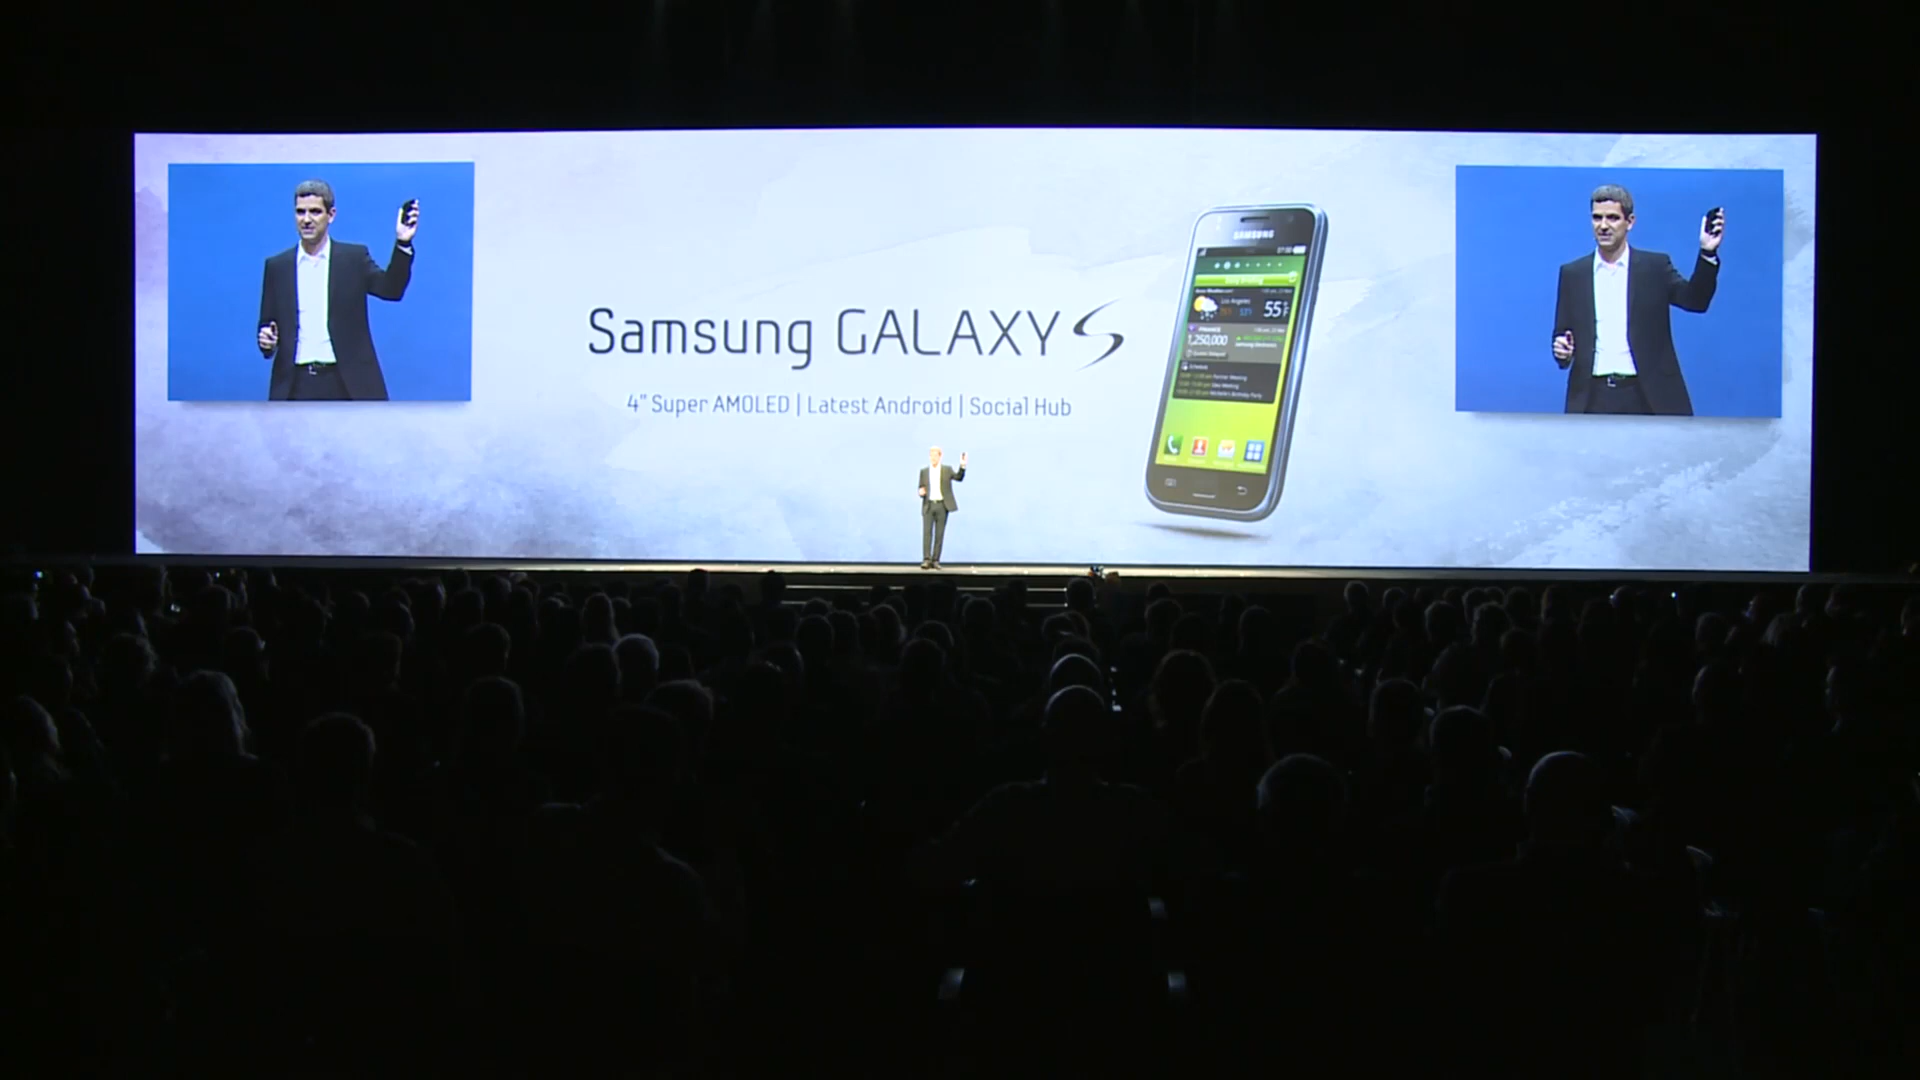 Samsung GALAXY S
4" Super AMOLED | Latest Android | Social Hub
SAMSUNG
Los Angeles
55
1,250,000